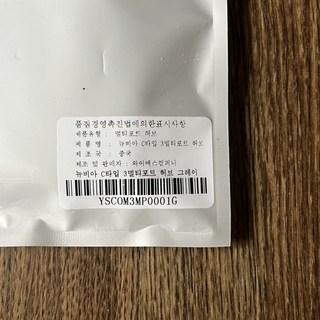 품질경영촉진법에의한표시사항
제품유형 : 멀티포트 허브
제 품 명 : 뉴비아 C타입 3멀티포트 허브
제 조 국 : 중국
제조 및 판매자 : 와이에스컴퍼니
뉴비아 C타입 3멀티포트 허브 그레이
YSCOM3MP0001G